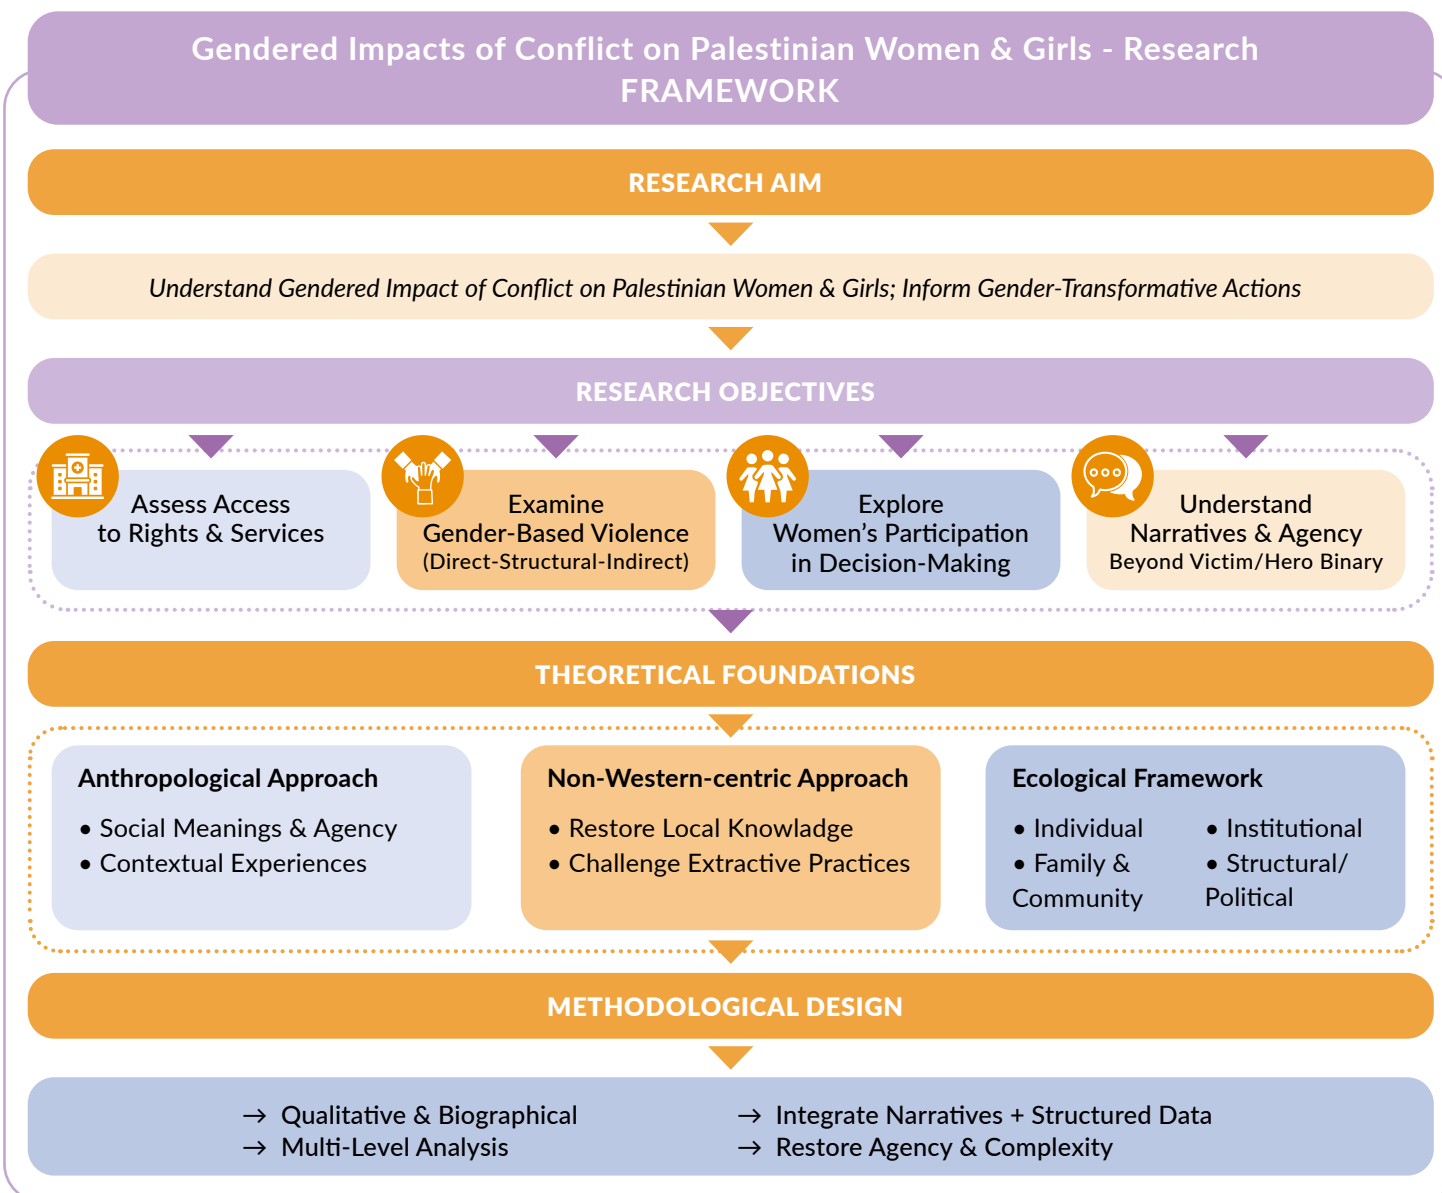 Gendered Impacts of Conflict on Palestinian Women & Girls - Research
FRAMEWORK
RESEARCH AIM
Understand Gendered Impact of Conflict on Palestinian Women & Girls; Inform Gender-Transformative Actions
RESEARCH OBJECTIVES
Assess Access
to Rights & Services
Examine
Gender-Based Violence
(Direct-Structural-Indirect)
Explore
Women's Participation
in Decision-Making
Understand
Narratives & Agency
Beyond Victim/Hero Binary
THEORETICAL FOUNDATIONS
Anthropological Approach
• Social Meanings & Agency
• Contextual Experiences
Non-Western-centric Approach
• Restore Local Knowladge
• Challenge Extractive Practices
Ecological Framework
• Individual
• Family &
Community
• Institutional
• Structural/
Political
METHODOLOGICAL DESIGN
→ Qualitative & Biographical
→ Multi-Level Analysis
→ Integrate Narratives + Structured Data
→ Restore Agency & Complexity